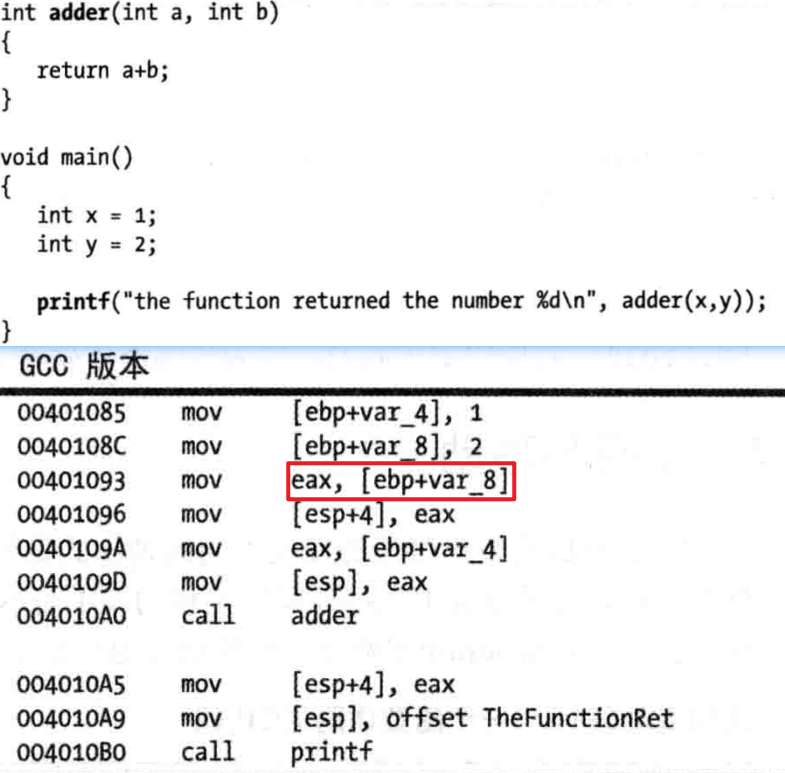 int adder(int a, int b)
{
return a+b;
}
void main()
{
int x = 1;
int y = 2;
printf("the function returned the number %d\n", adder(x,y));
}
GCC 版本
00401085 mov [ebp+var_4], 1
0040108C mov [ebp+var_8], 2
00401093 mov eax, [ebp+var_8]
00401096 mov [esp+4], eax
0040109A mov eax, [ebp+var_4]
0040109D mov [esp], eax
004010A0 call adder
004010A5 mov [esp+4], eax
004010A9 mov [esp], offset TheFunctionRet
004010B0 call printf